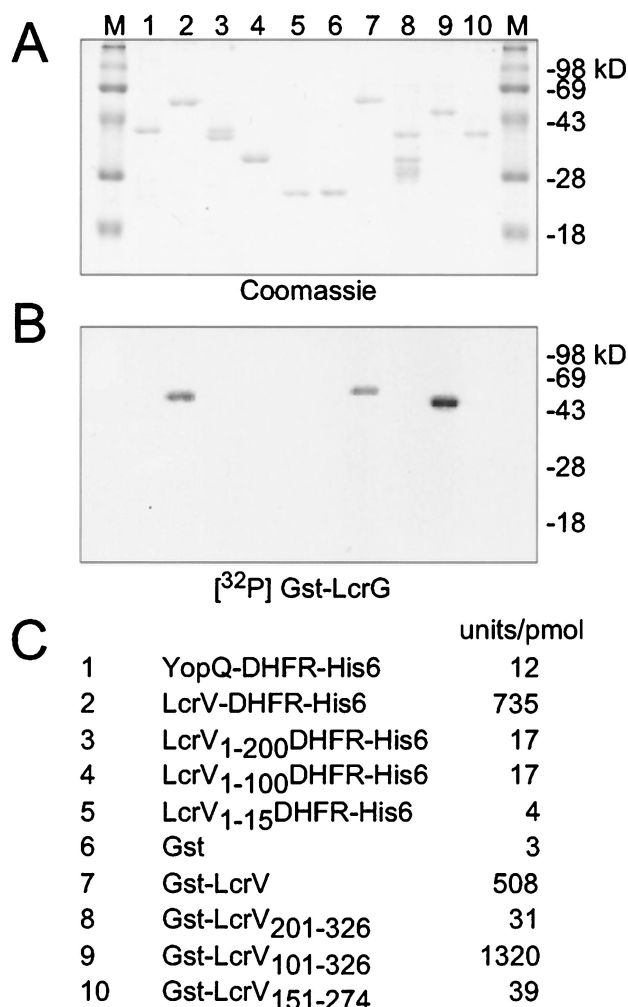 A
M 1 2 3 4 5 6 7 8 9 10 M
-98 kD
-69
-43
-28
-18
Coomassie
B
-98 kD
-69
-43
-28
-18
[32P] Gst-LcrG
C
units/pmol
1 YopQ-DHFR-His6 12
2 LcrV-DHFR-His6 735
3 LcrV1-200DHFR-His6 17
4 LcrV1-100DHFR-His6 17
5 LcrV1-15DHFR-His6 4
6 Gst 3
7 Gst-LcrV 508
8 Gst-LcrV201-326 31
9 Gst-LcrV101-326 1320
10 Gst-LcrV151-274 39